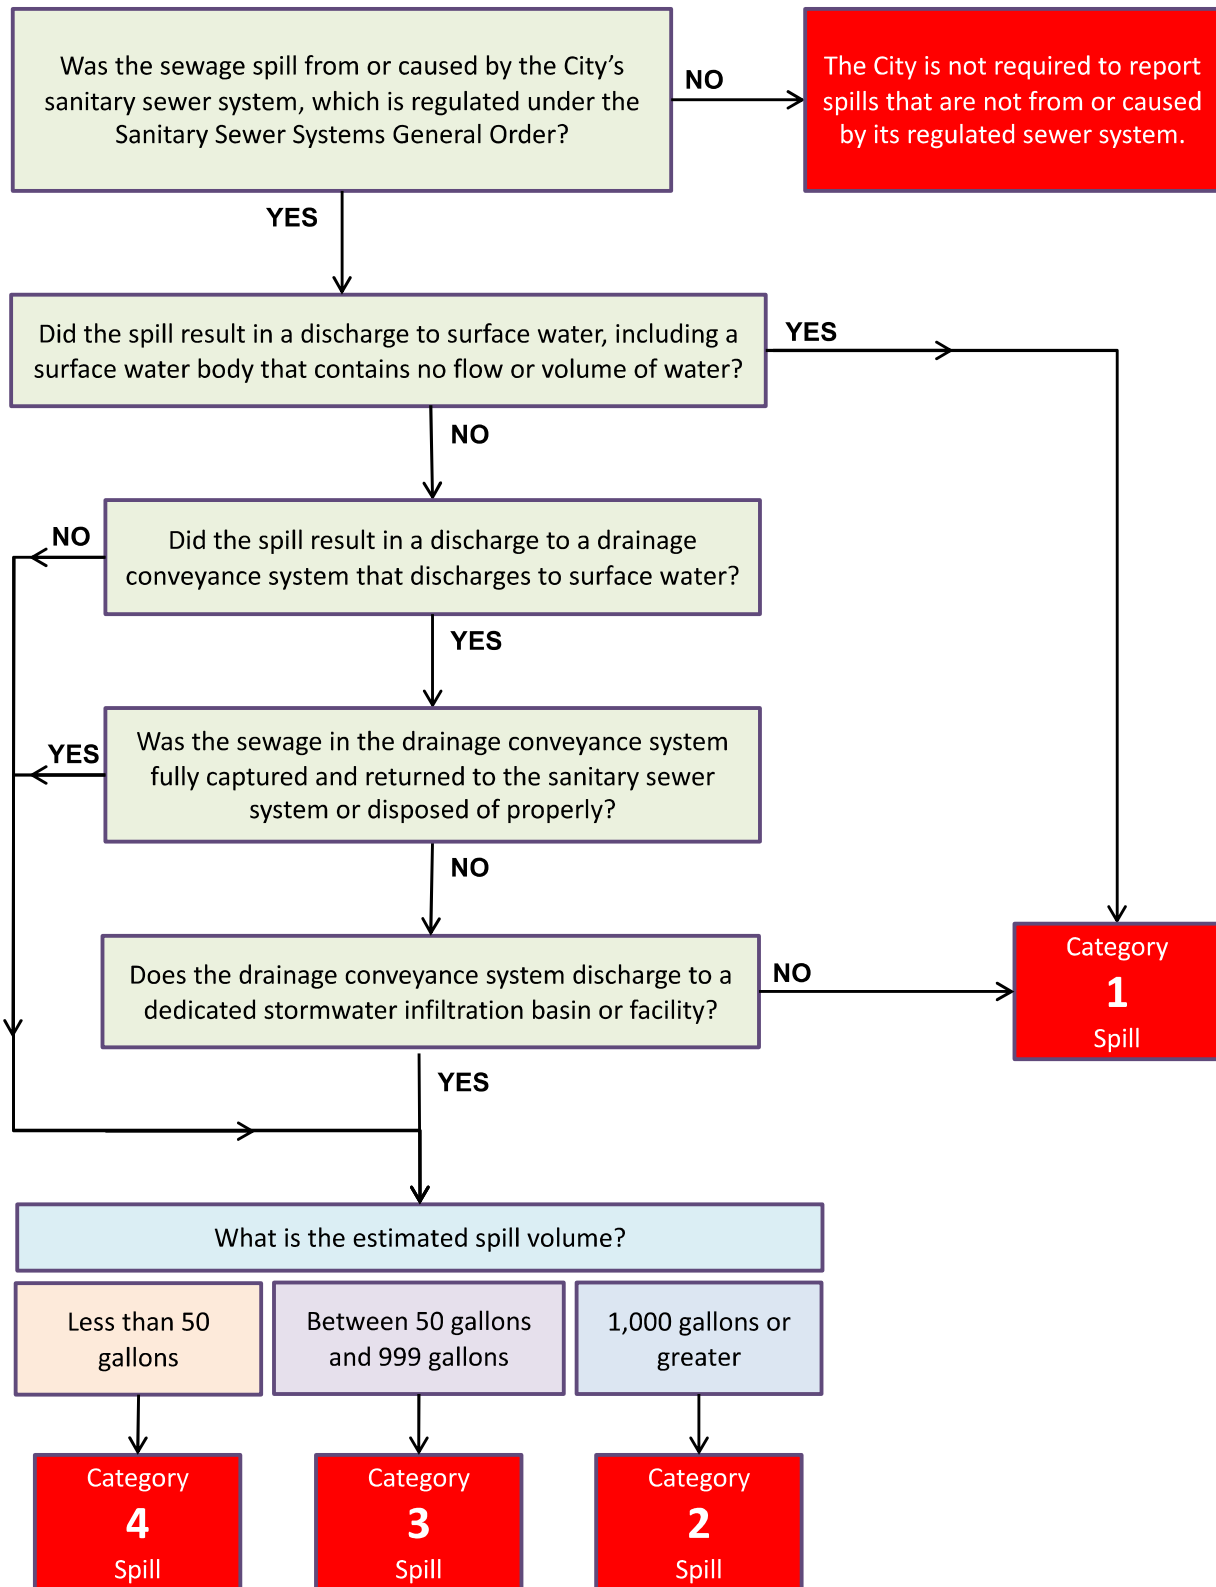 Was the sewage spill from or caused by the City's
sanitary sewer system, which is regulated under the
Sanitary Sewer Systems General Order?
NO
The City is not required to report
spills that are not from or caused
by its regulated sewer system.
YES
Did the spill result in a discharge to surface water, including a
surface water body that contains no flow or volume of water?
YES
NO
Did the spill result in a discharge to a drainage
conveyance system that discharges to surface water?
NO
YES
Was the sewage in the drainage conveyance system
fully captured and returned to the sanitary sewer
system or disposed of properly?
YES
NO
Does the drainage conveyance system discharge to a
dedicated stormwater infiltration basin or facility?
NO
Category
1
Spill
YES
What is the estimated spill volume?
Less than 50
gallons
Between 50 gallons
and 999 gallons
1,000 gallons or
greater
Category
4
Spill
Category
3
Spill
Category
2
Spill